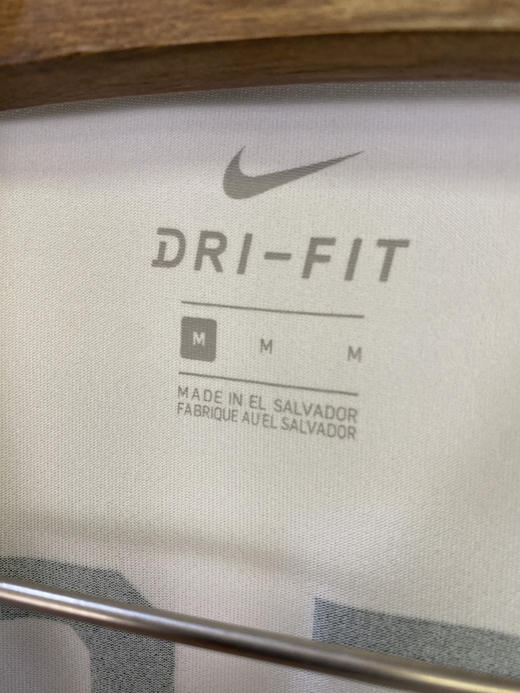 DRI-FIT
M M M
MADE IN EL SALVADOR
FABRIQUE AU EL SALVADOR